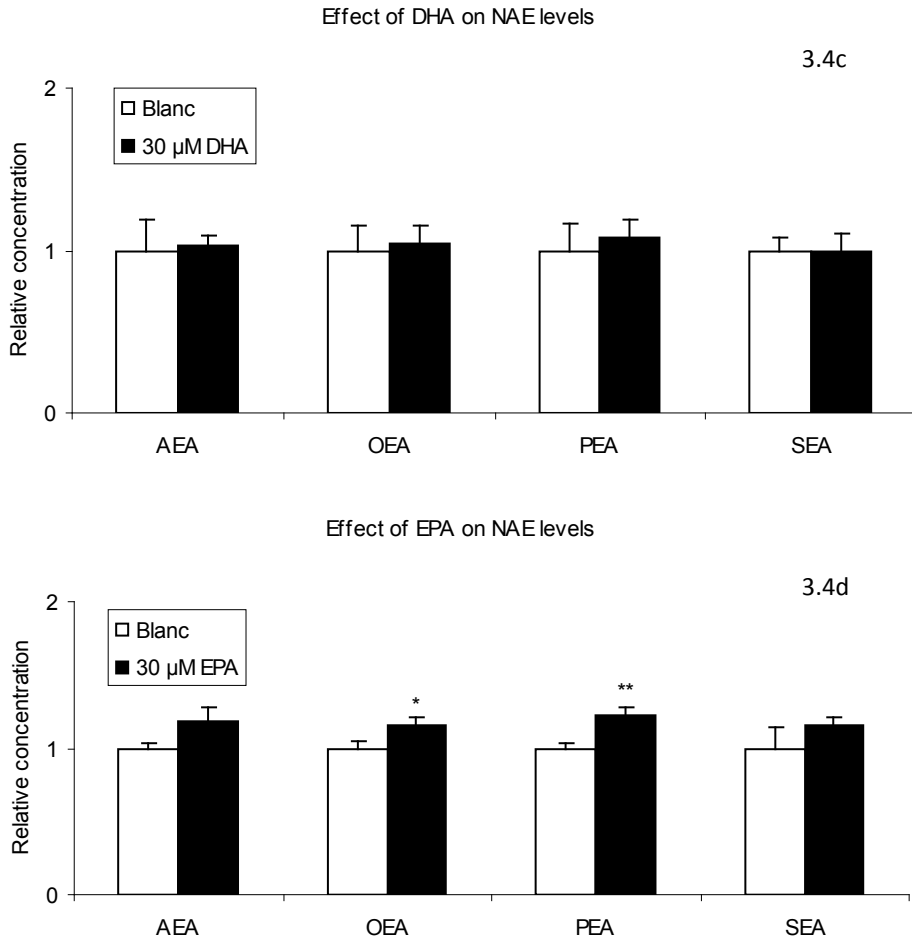 Effect of DHA on NAE levels
3.4c
2
Blanc
30 µM DHA
Relative concentration
1
0
AEA OEA PEA SEA
Effect of EPA on NAE levels
3.4d
2
Blanc
30 µM EPA
* **
Relative concentration
1
0
AEA OEA PEA SEA